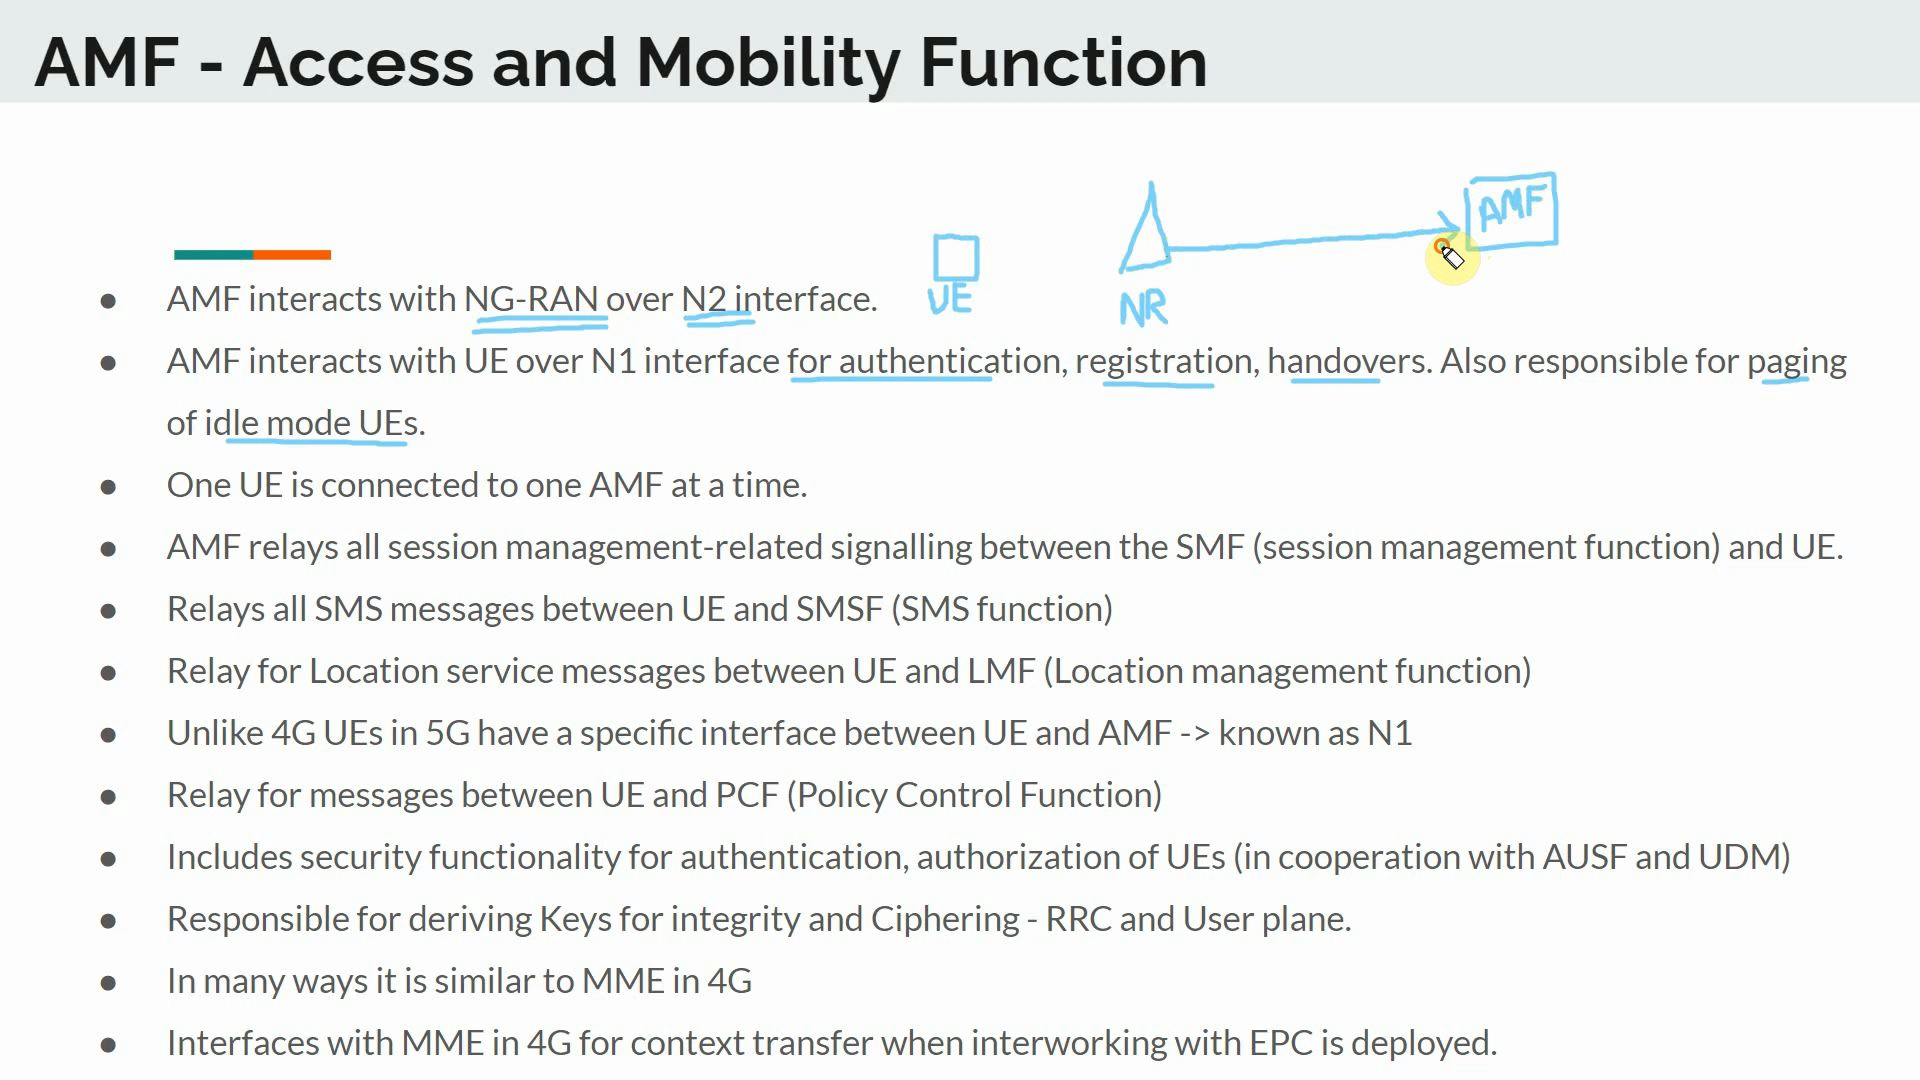 AMF - Access and Mobility Function
AMF
UE
NR
● AMF interacts with NG-RAN over N2 interface.
● AMF interacts with UE over N1 interface for authentication, registration, handovers. Also responsible for paging
of idle mode UEs.
● One UE is connected to one AMF at a time.
● AMF relays all session management-related signalling between the SMF (session management function) and UE.
● Relays all SMS messages between UE and SMSF (SMS function)
● Relay for Location service messages between UE and LMF (Location management function)
● Unlike 4G UEs in 5G have a specific interface between UE and AMF -> known as N1
● Relay for messages between UE and PCF (Policy Control Function)
● Includes security functionality for authentication, authorization of UEs (in cooperation with AUSF and UDM)
● Responsible for deriving Keys for integrity and Ciphering - RRC and User plane.
● In many ways it is similar to MME in 4G
● Interfaces with MME in 4G for context transfer when interworking with EPC is deployed.